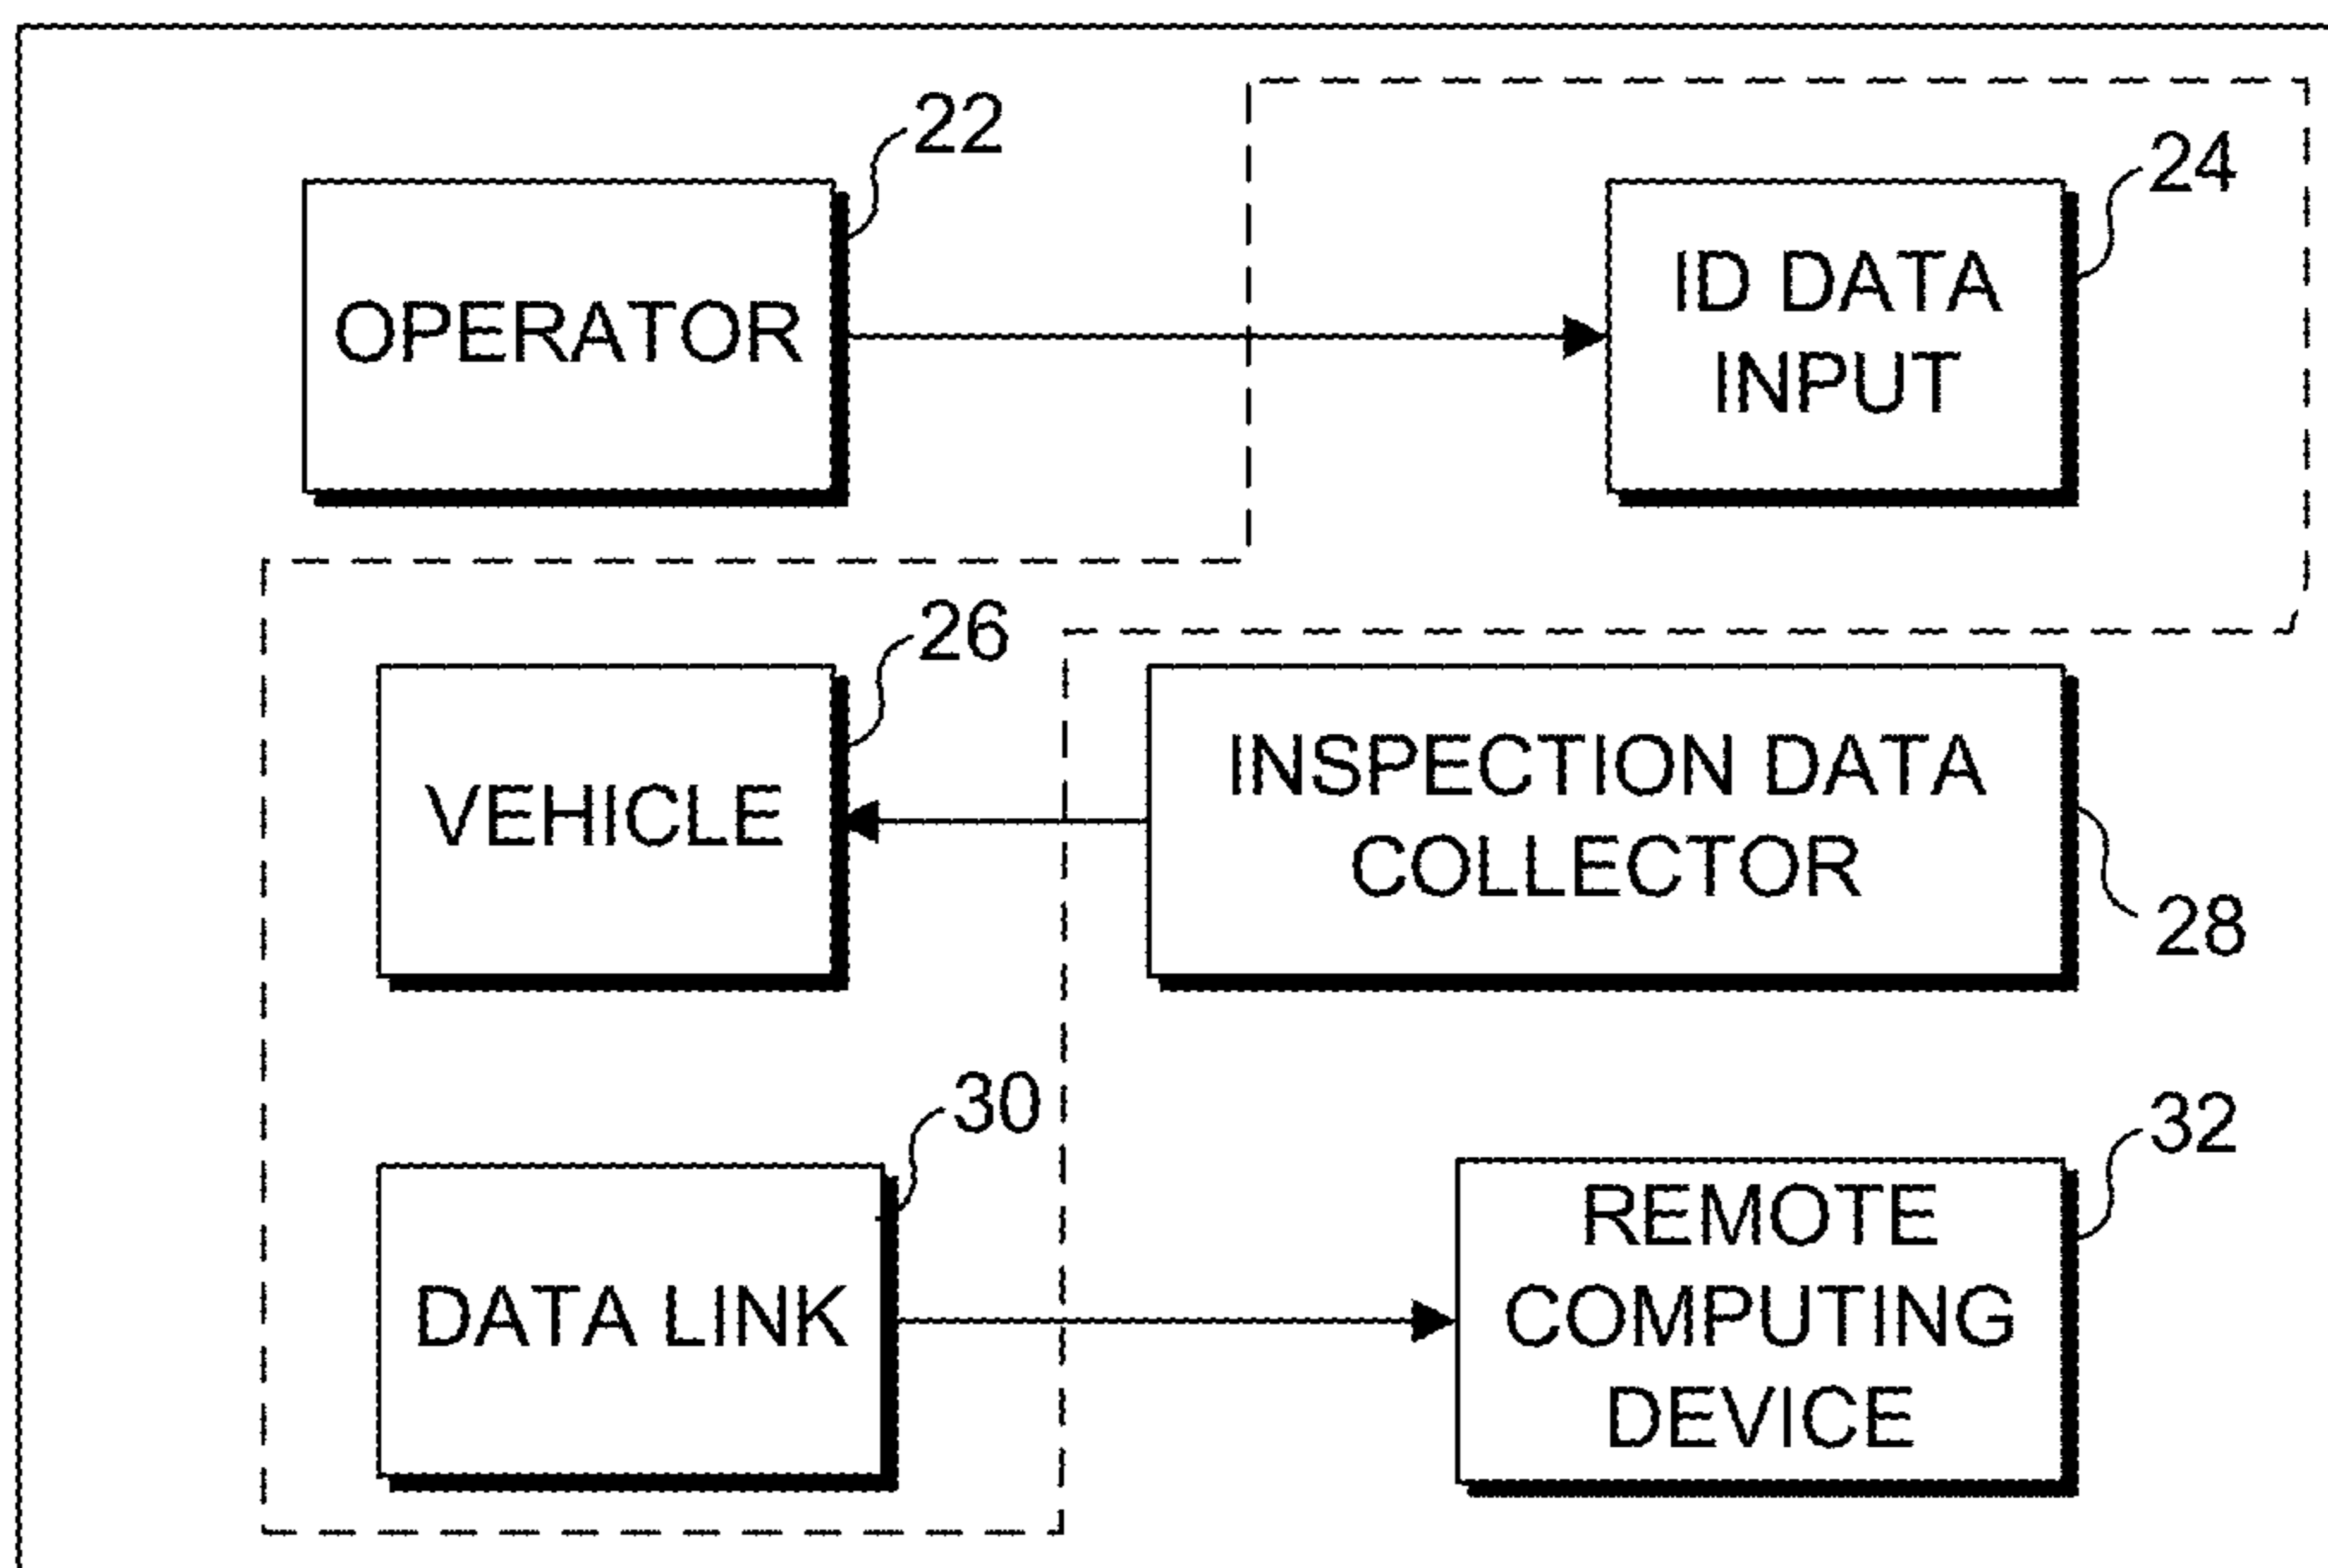 22
OPERATOR
24
ID DATA
INPUT
26
VEHICLE
INSPECTION DATA
COLLECTOR
28
30
DATA LINK
32
REMOTE
COMPUTING
DEVICE